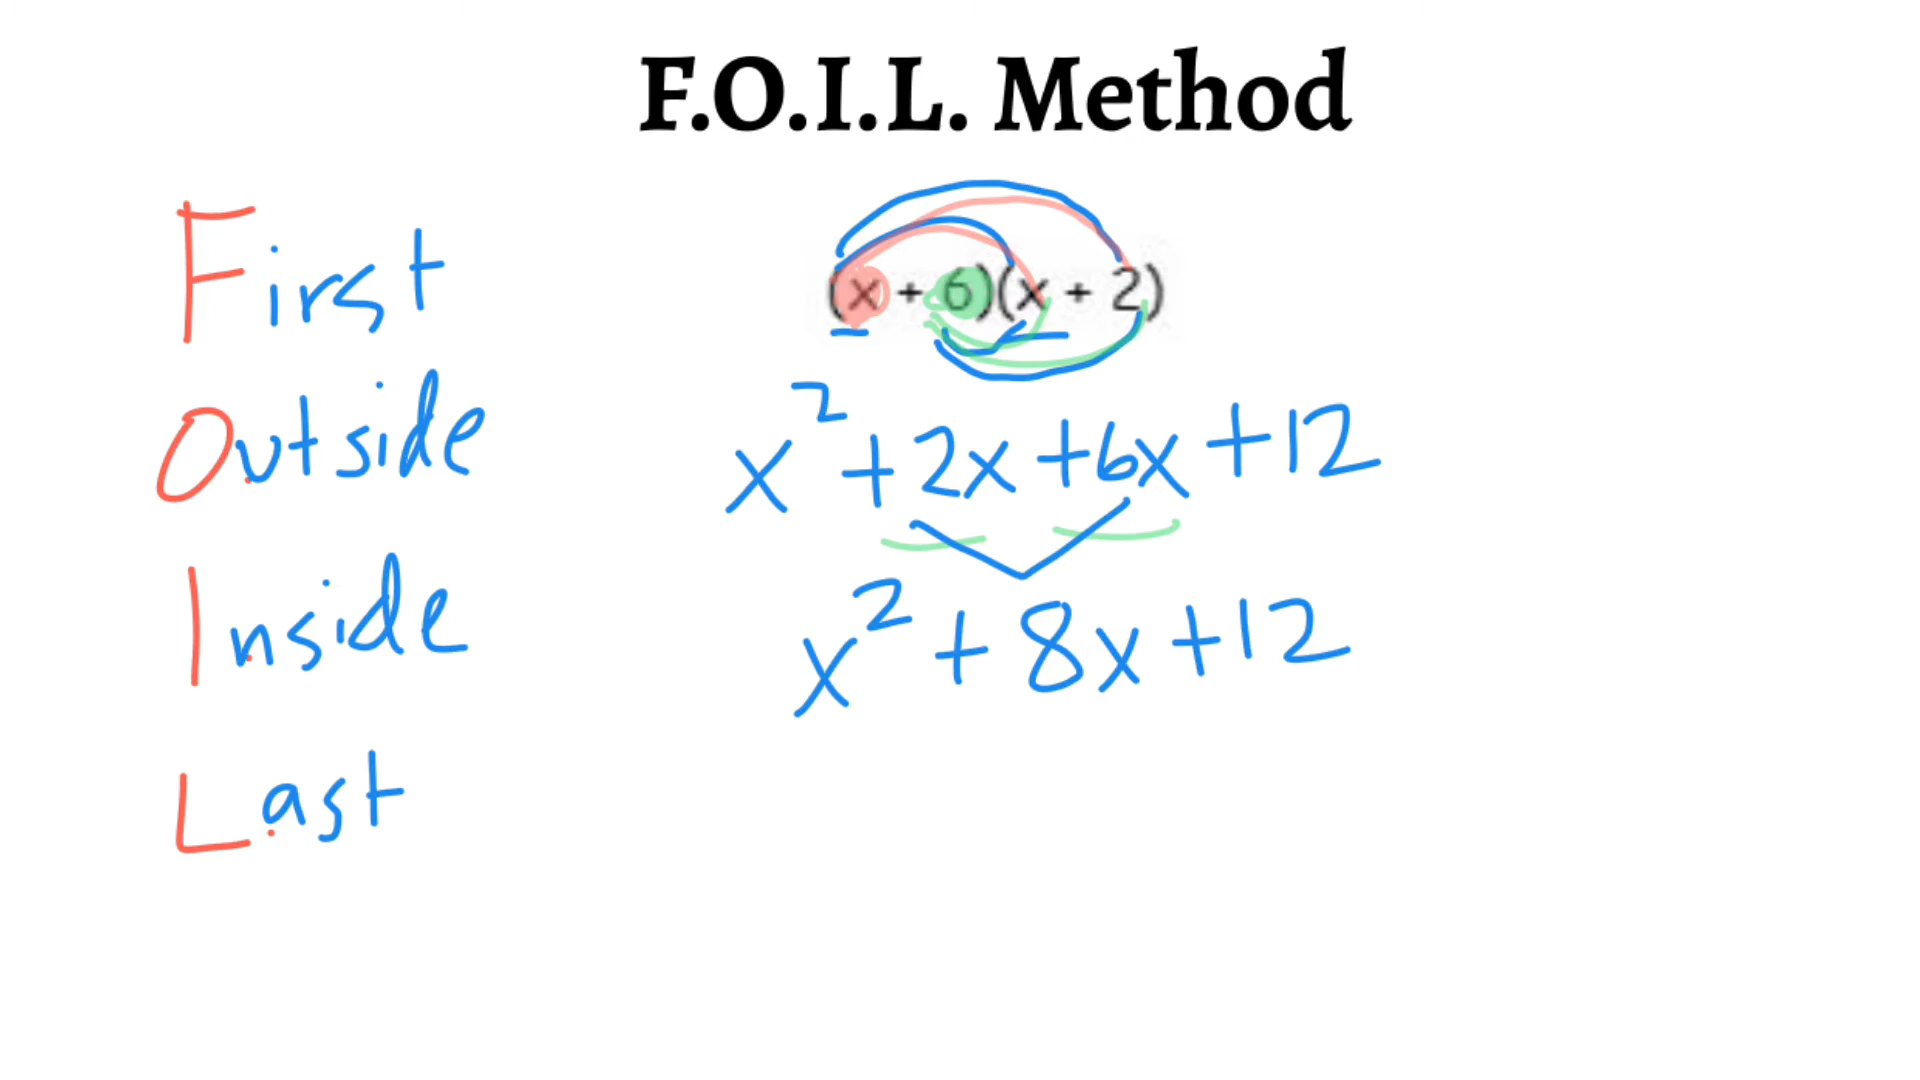 F.O.I.L. Method
First
(x + 6)(x + 2)
Outside
x² + 2x + 6x + 12
Inside
x² + 8x + 12
Last